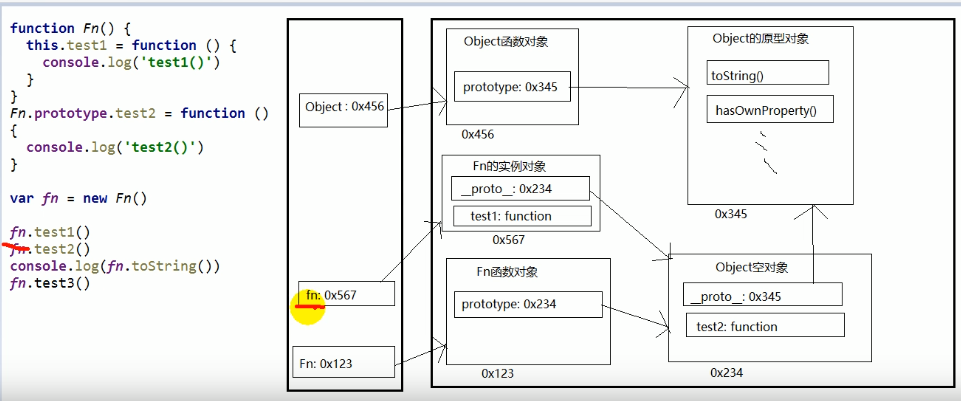 function Fn() {
this.test1 = function () {
console.log('test1()')
}
}
Fn.prototype.test2 = function ()
{
console.log('test2()')
}
var fn = new Fn()
fn.test1()
fn.test2()
console.log(fn.toString())
fn.test3()
Object : 0x456
fn: 0x567
Fn: 0x123
Object函数对象
prototype: 0x345
0x456
Fn的实例对象
__proto__: 0x234
test1: function
0x567
Fn函数对象
prototype: 0x234
0x123
Object的原型对象
toString()
hasOwnProperty()
0x345
Object空对象
__proto__: 0x345
test2: function
0x234